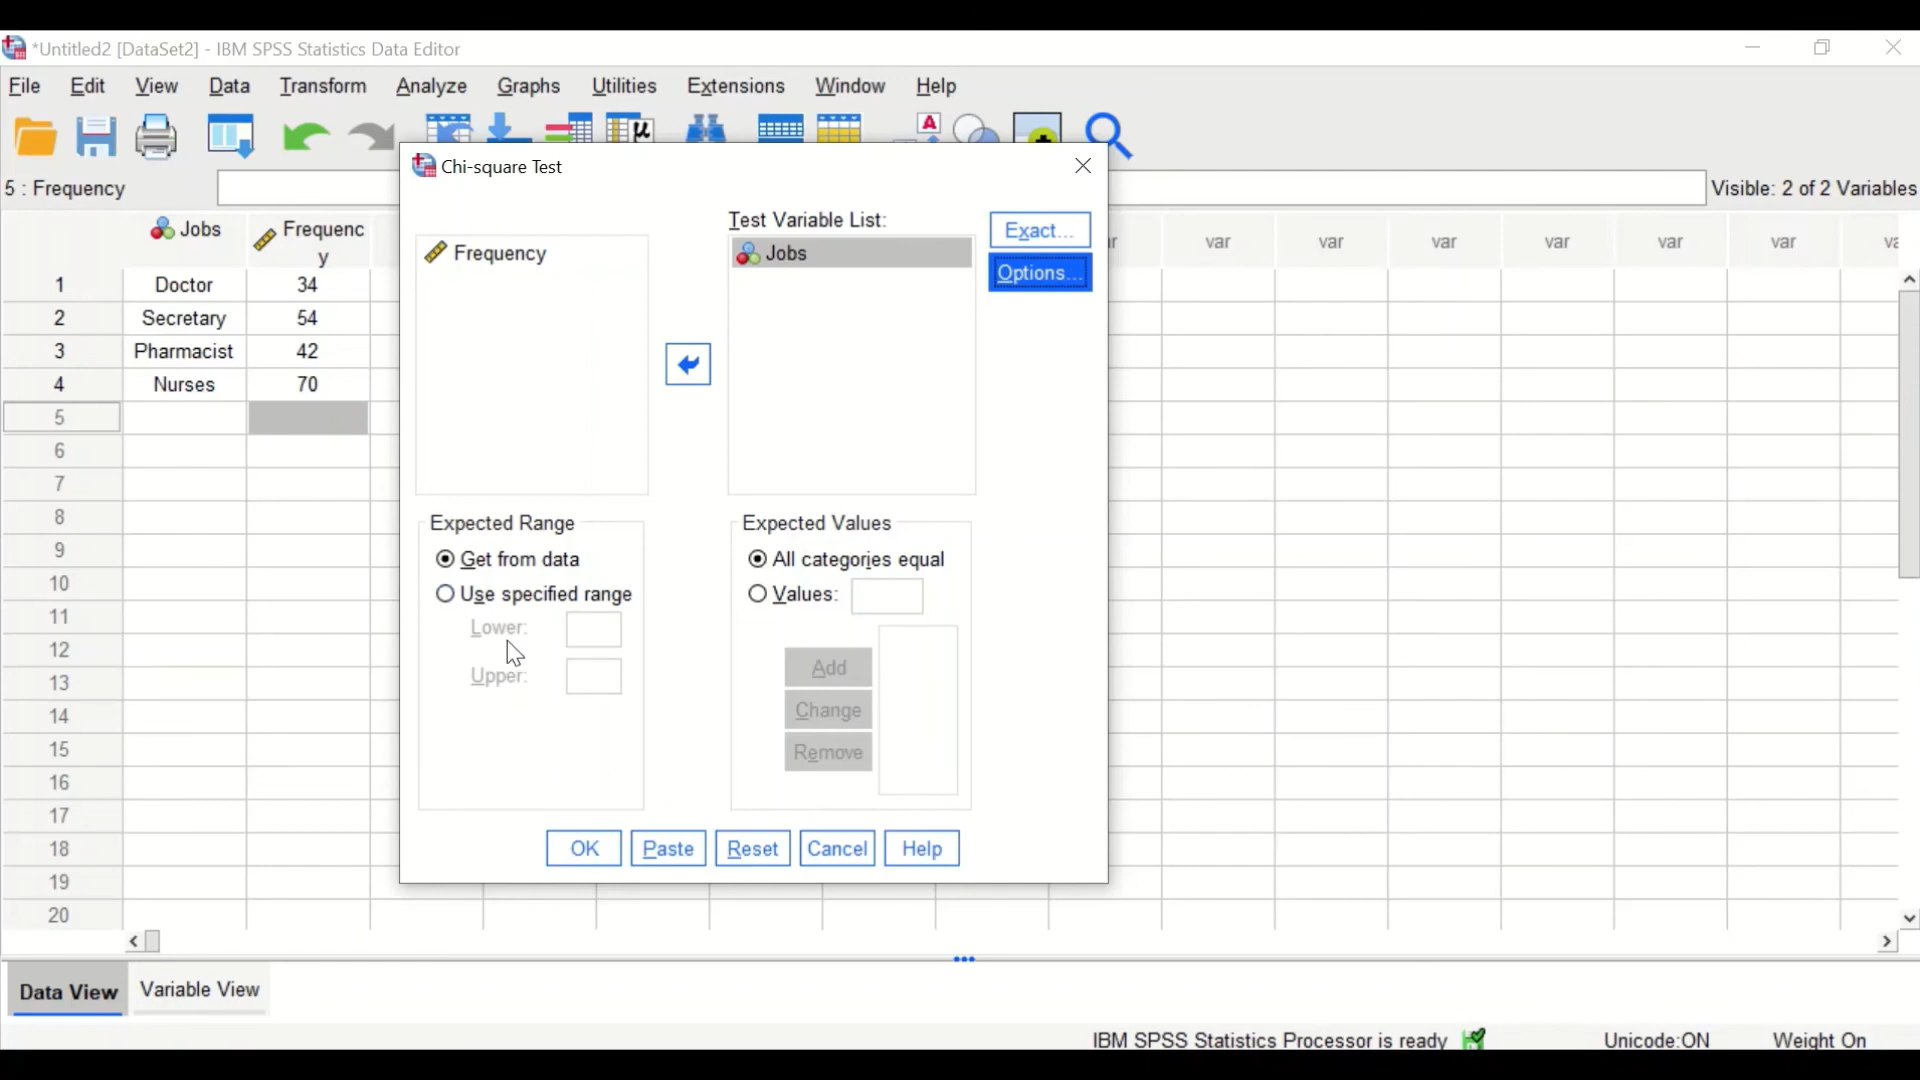 *Untitled2 [DataSet2] - IBM SPSS Statistics Data Editor
File Edit View Data Transform Analyze Graphs Utilities Extensions Window Help
5 : Frequency
Visible: 2 of 2 Variables
Jobs
Frequenc
y
var var var var var var
1 Doctor 34
2 Secretary 54
3 Pharmacist 42
4 Nurses 70
5
6
7
8
9
10
11
12
13
14
15
16
17
18
19
20
Chi-square Test
Frequency
Test Variable List:
Jobs
Exact...
Options...
Expected Range
Get from data
Use specified range
Lower:
Upper:
Expected Values
All categories equal
Values:
Add
Change
Remove
OK Paste Reset Cancel Help
Data View Variable View
IBM SPSS Statistics Processor is ready Unicode:ON Weight On